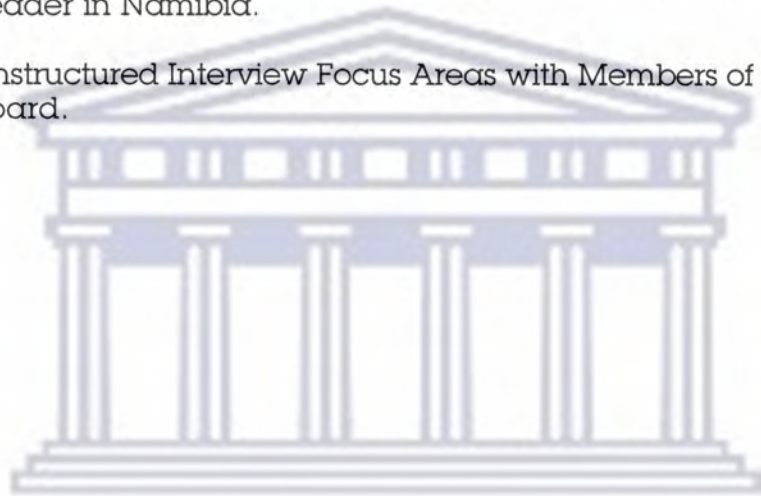 eader in Namibia.
nstructured Interview Focus Areas with Members of
oard.